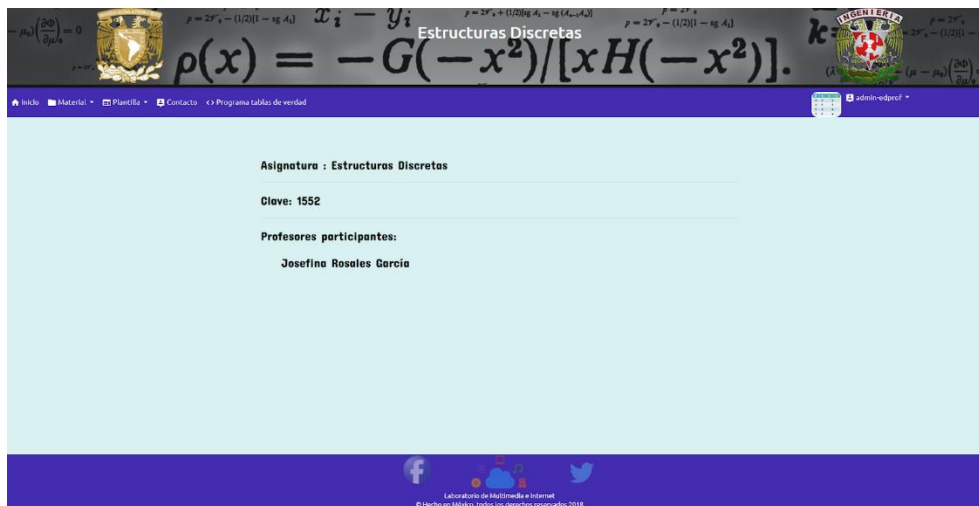 Estructuras Discretas
ρ(x) = −G(−x²)/[xH(−x²)].
INGENIERIA
Inicio Material Plantilla Contacto <> Programa tablas de verdad
admin-edprof
Asignatura : Estructuras Discretas
Clave: 1552
Profesores participantes:
Josefina Rosales García
Laboratorio de Multimedia e Internet
© Hecho en México, todos los derechos reservados 2018